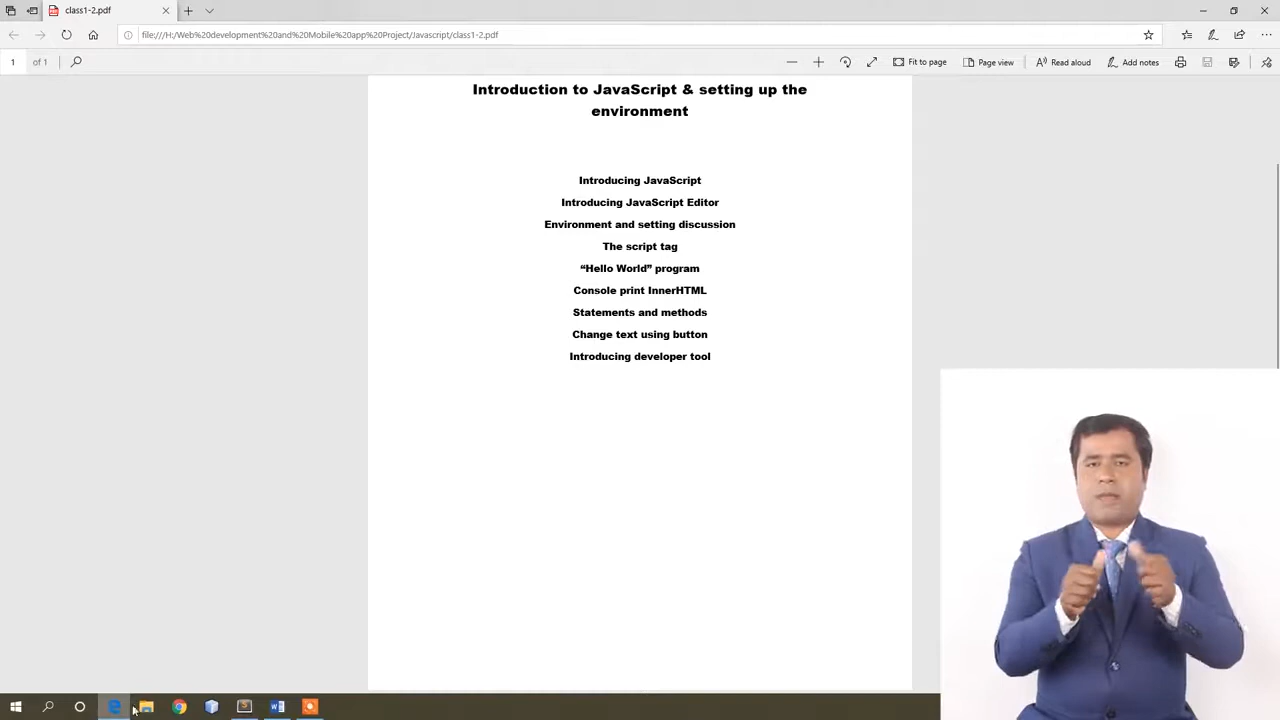 class1-2.pdf
file:///H:/Web%20development%20and%20Mobile%20app%20Project/Javascript/class1-2.pdf
1 of 1
Fit to page
Page view
Read aloud
Add notes
Introduction to JavaScript & setting up the
environment
Introducing JavaScript
Introducing JavaScript Editor
Environment and setting discussion
The script tag
“Hello World” program
Console print InnerHTML
Statements and methods
Change text using button
Introducing developer tool